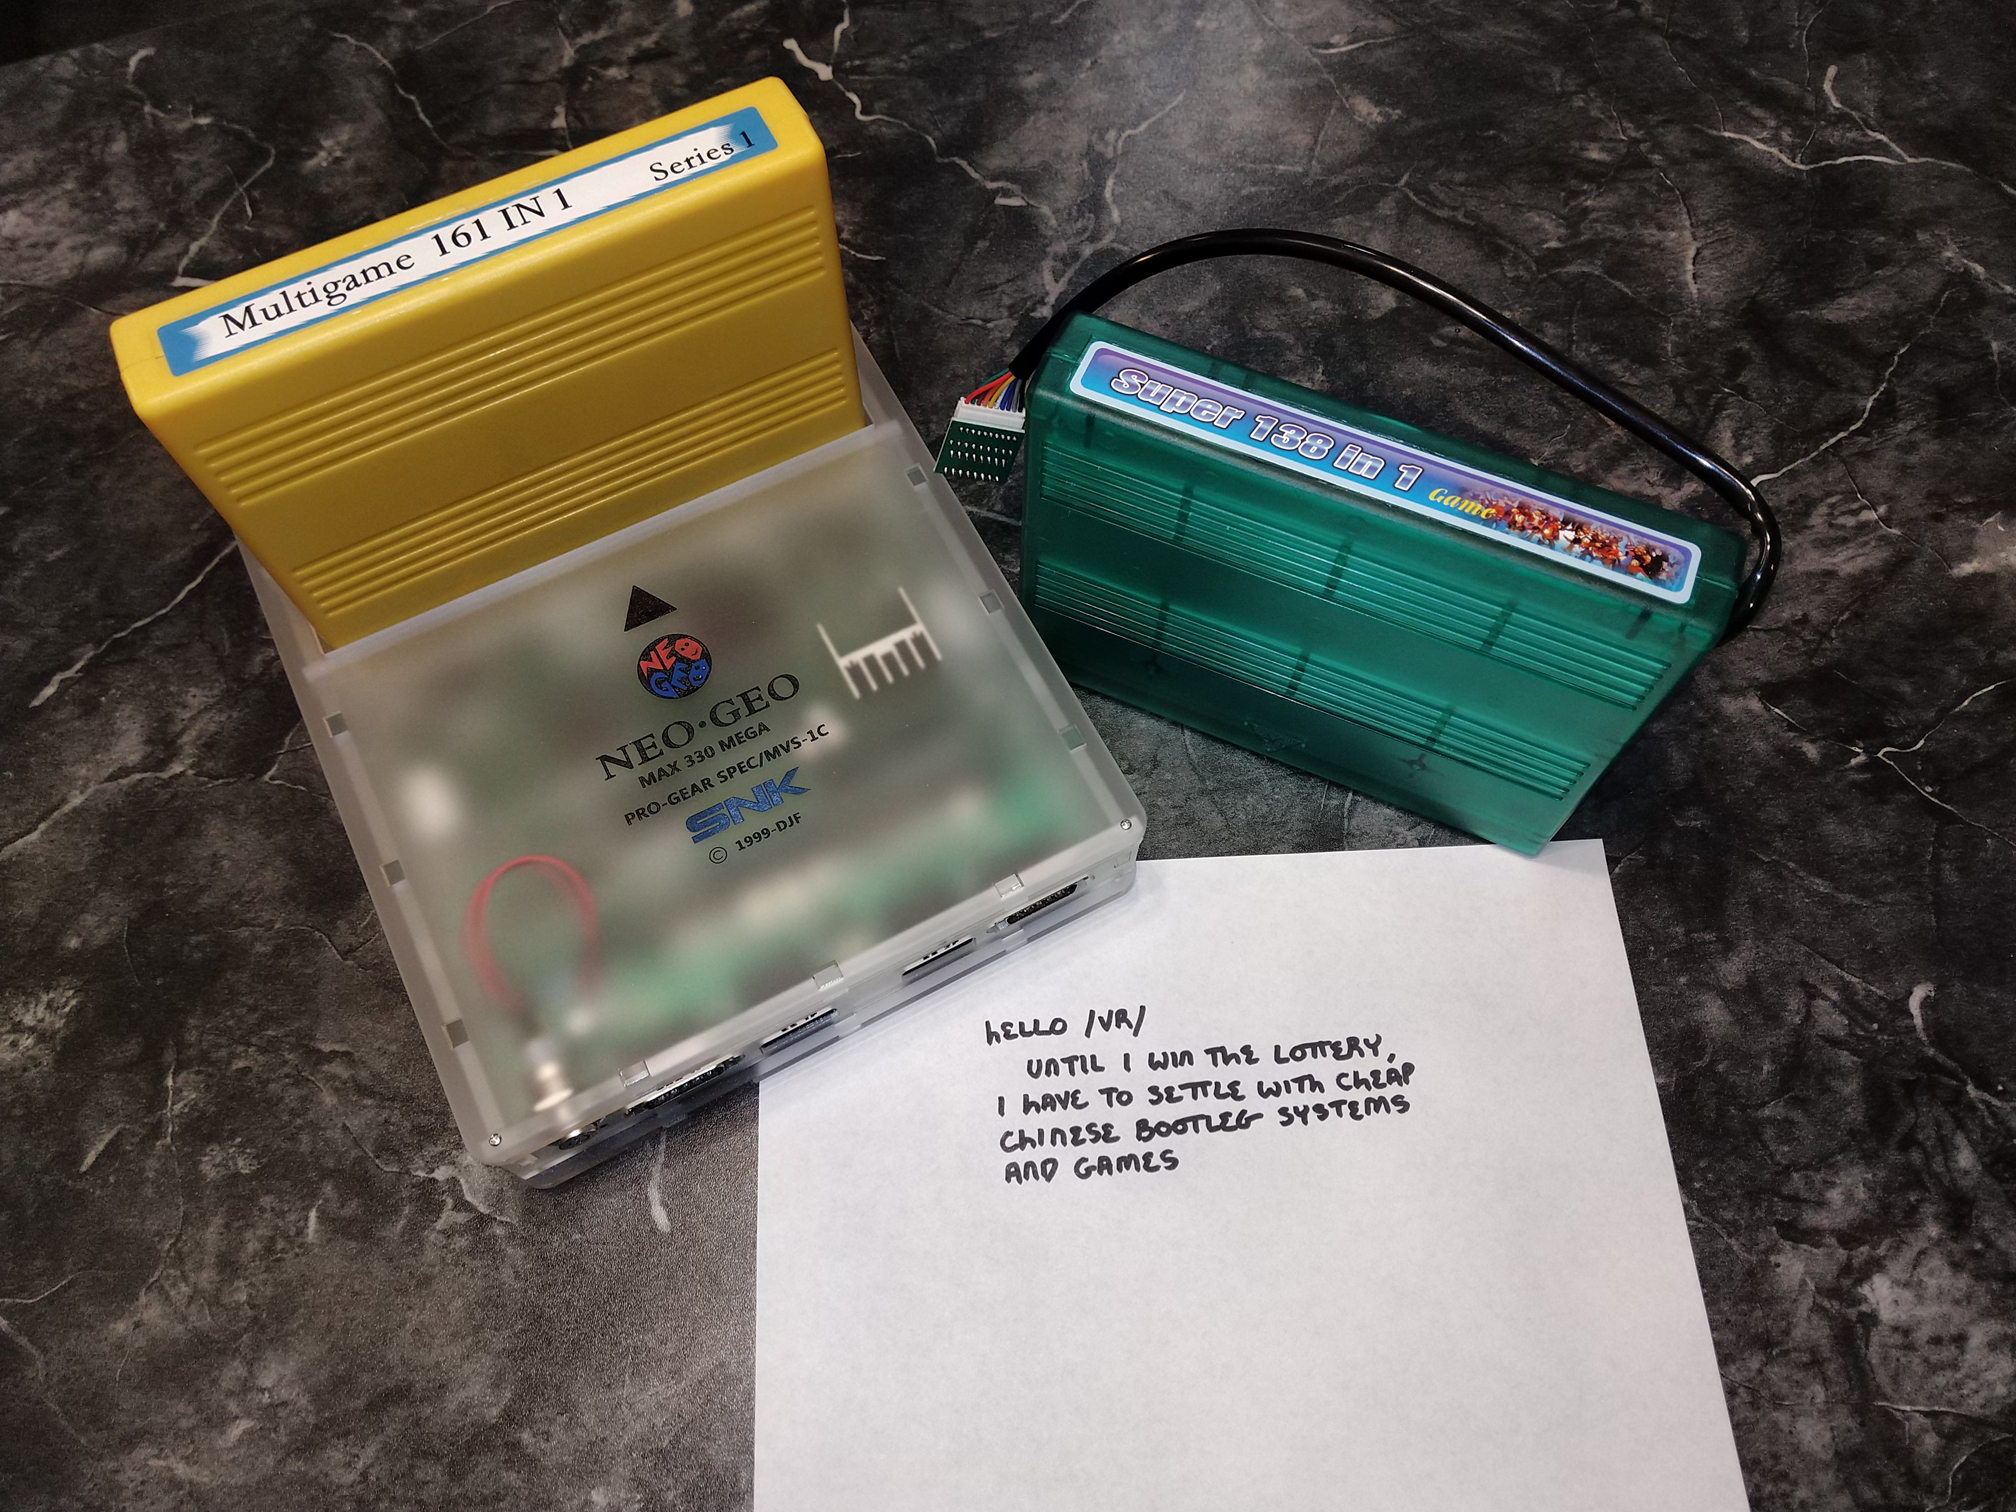 Multigame 161 IN 1 Series 1
Super 138 in 1 Game
NEO GEO
NEO·GEO
MAX 330 MEGA
PRO-GEAR SPEC/MVS-1C
SNK
© 1999-DJF
HELLO /VR/
UNTIL I WIN THE LOTTERY,
I HAVE TO SETTLE WITH CHEAP
CHINESE BOOTLEG SYSTEMS
AND GAMES